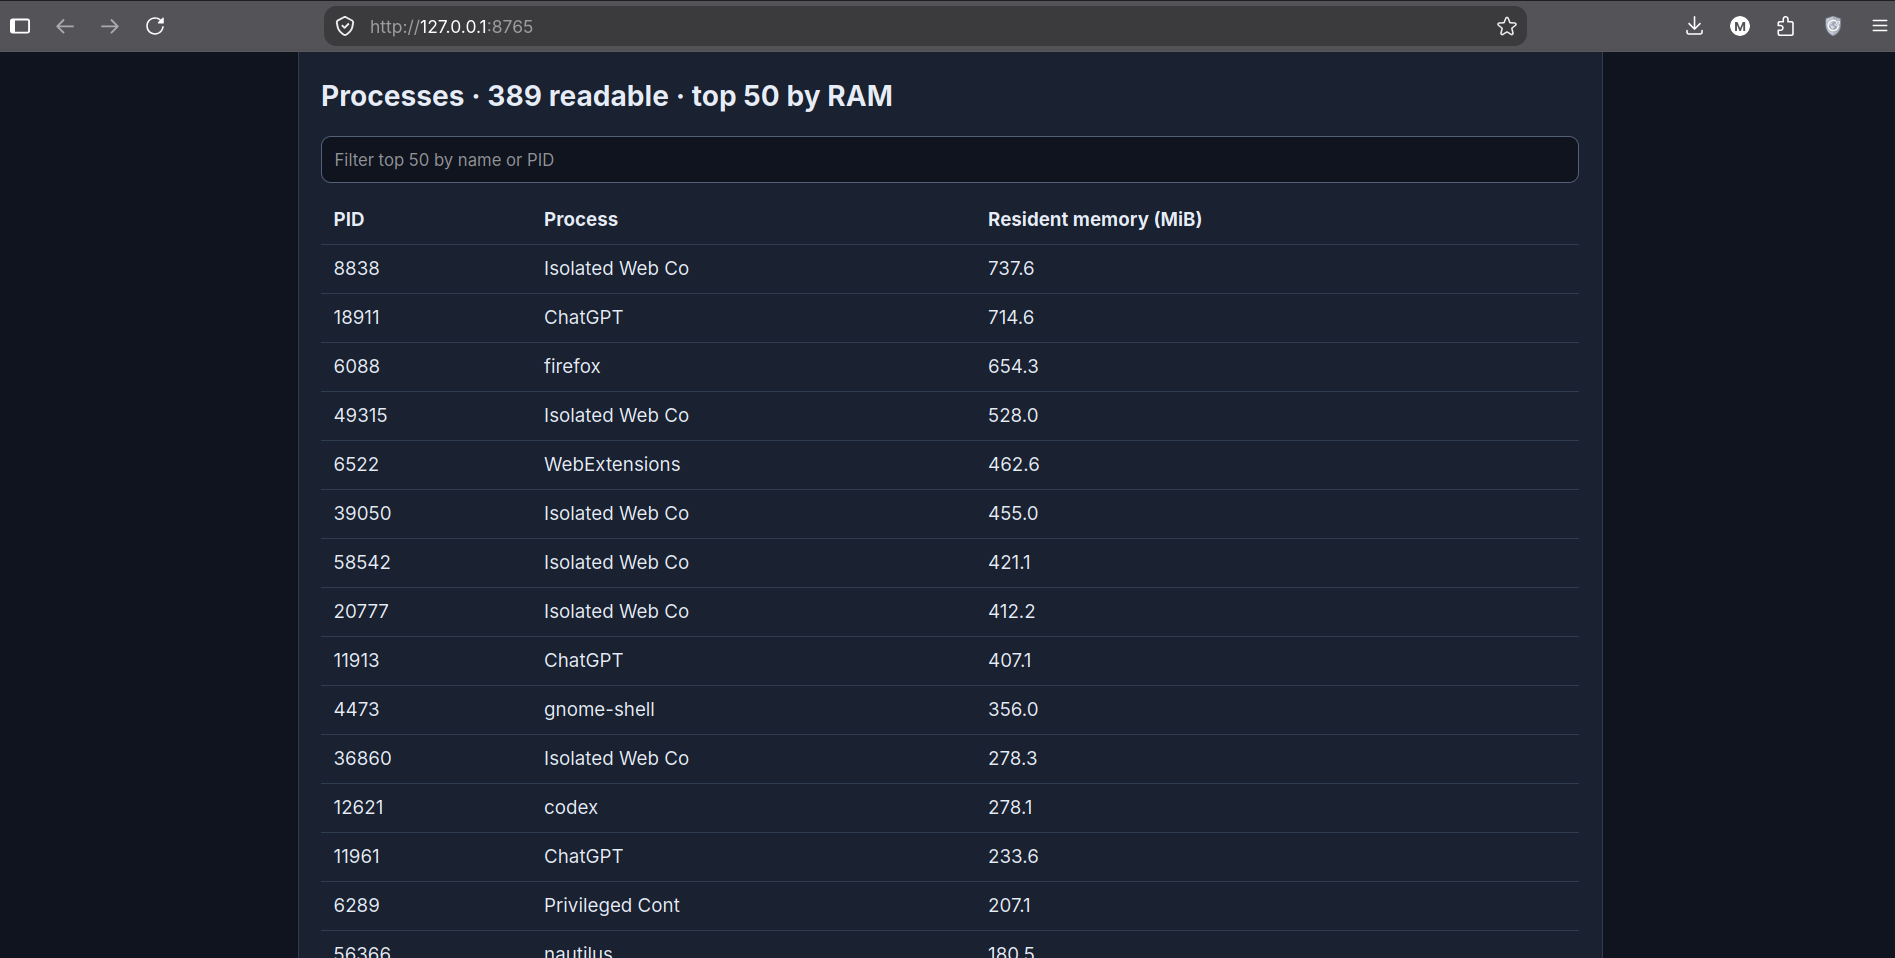 http://127.0.0.1:8765
M
Processes · 389 readable · top 50 by RAM
Filter top 50 by name or PID
PID Process Resident memory (MiB)
8838 Isolated Web Co 737.6
18911 ChatGPT 714.6
6088 firefox 654.3
49315 Isolated Web Co 528.0
6522 WebExtensions 462.6
39050 Isolated Web Co 455.0
58542 Isolated Web Co 421.1
20777 Isolated Web Co 412.2
11913 ChatGPT 407.1
4473 gnome-shell 356.0
36860 Isolated Web Co 278.3
12621 codex 278.1
11961 ChatGPT 233.6
6289 Privileged Cont 207.1
56366 nautilus 180.5